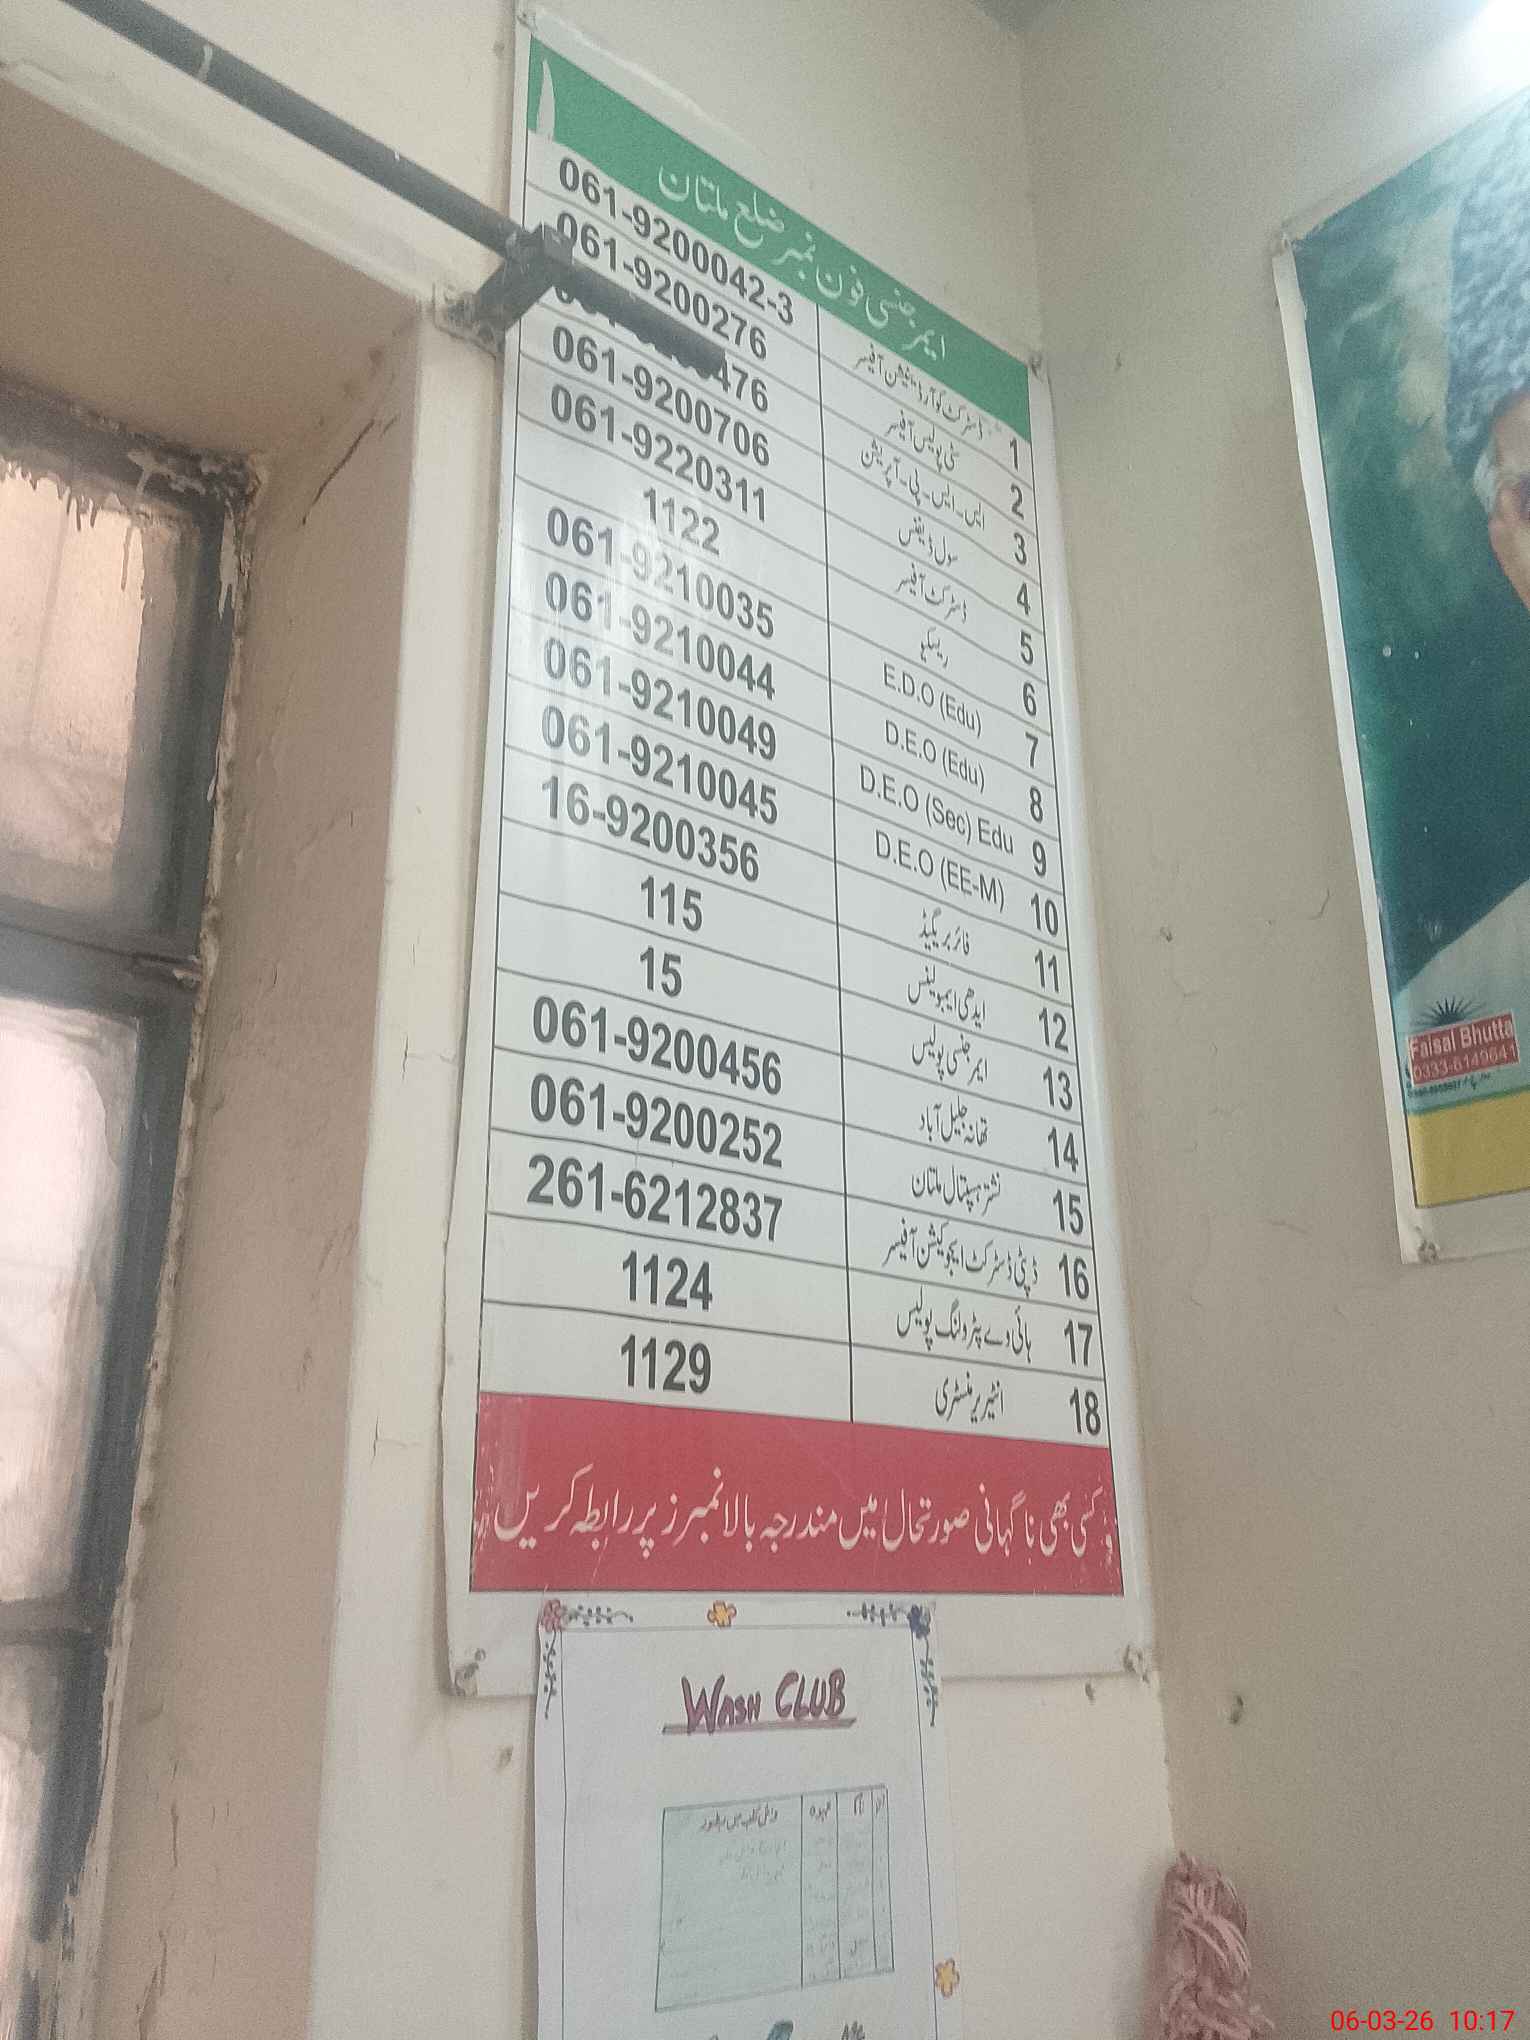 ایمرجنسی فون نمبر ضلع ملتان
1 ڈسٹرکٹ کوآرڈینیشن آفیسر 061-9200042-3
2 سٹی پولیس آفیسر 061-9200276
3 ایس۔ایس۔پی۔آپریشن 476
4 سول ڈیفنس 061-9200706
5 ڈسٹرکٹ آفیسر 061-9220311
6 ریسکیو 1122
7 E.D.O (Edu) 061-9210035
8 D.E.O (Edu) 061-9210044
9 D.E.O (Sec) Edu 061-9210049
10 D.E.O (EE-M) 061-9210045
11 فائر بریگیڈ 16-9200356
12 ایدھی ایمبولینس 115
13 ایمرجنسی پولیس 15
14 تھانہ جلیل آباد 061-9200456
15 نشتر ہسپتال ملتان 061-9200252
16 ڈپٹی ڈسٹرکٹ ایجوکیشن آفیسر 261-6212837
17 ہائی وے پٹرولنگ پولیس 1124
18 انٹیریر منسٹری 1129
کسی بھی ناگہانی صورتحال میں مندرجہ بالا نمبرز پر رابطہ کریں
WASH CLUB
نام عہدہ
Faisal Bhutta
0333-6149641
06-03-26 10:17